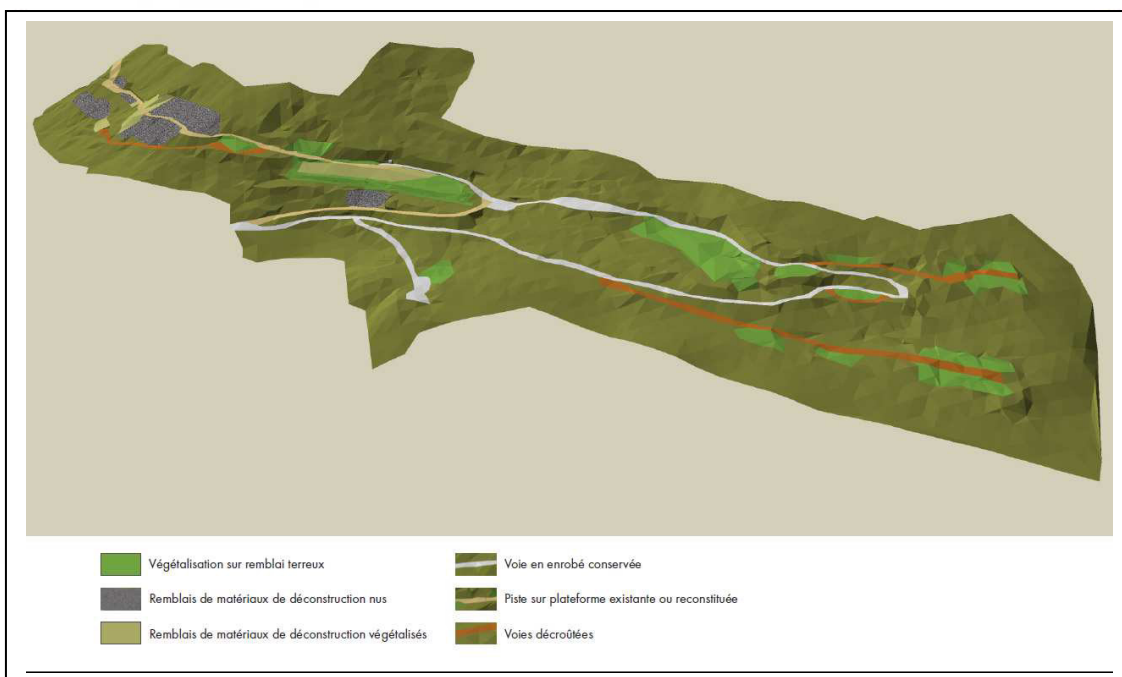 Végétalisation sur remblai terreux
Remblais de matériaux de déconstruction nus
Remblais de matériaux de déconstruction végétalisés
Voie en enrobé conservée
Piste sur plateforme existante ou reconstituée
Voies décroûtées